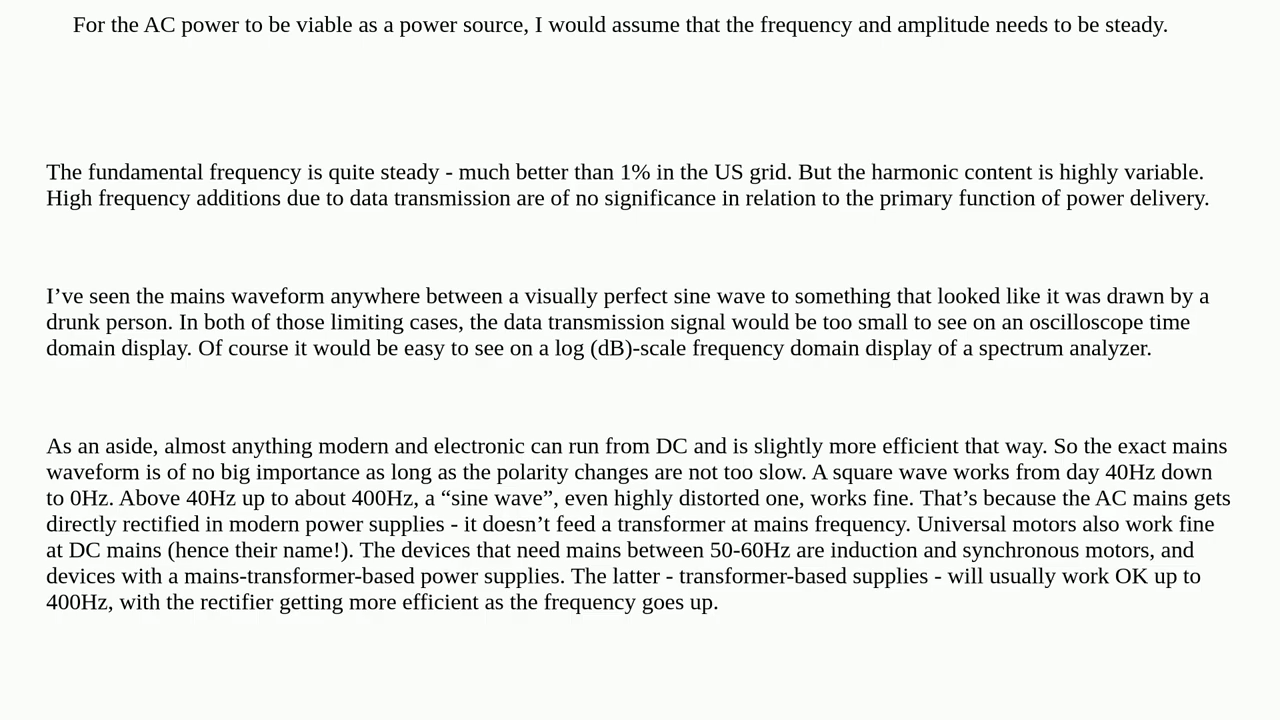 For the AC power to be viable as a power source, I would assume that the frequency and amplitude needs to be steady.
The fundamental frequency is quite steady - much better than 1% in the US grid. But the harmonic content is highly variable.
High frequency additions due to data transmission are of no significance in relation to the primary function of power delivery.
I’ve seen the mains waveform anywhere between a visually perfect sine wave to something that looked like it was drawn by a
drunk person. In both of those limiting cases, the data transmission signal would be too small to see on an oscilloscope time
domain display. Of course it would be easy to see on a log (dB)-scale frequency domain display of a spectrum analyzer.
As an aside, almost anything modern and electronic can run from DC and is slightly more efficient that way. So the exact mains
waveform is of no big importance as long as the polarity changes are not too slow. A square wave works from day 40Hz down
to 0Hz. Above 40Hz up to about 400Hz, a “sine wave”, even highly distorted one, works fine. That’s because the AC mains gets
directly rectified in modern power supplies - it doesn’t feed a transformer at mains frequency. Universal motors also work fine
at DC mains (hence their name!). The devices that need mains between 50-60Hz are induction and synchronous motors, and
devices with a mains-transformer-based power supplies. The latter - transformer-based supplies - will usually work OK up to
400Hz, with the rectifier getting more efficient as the frequency goes up.